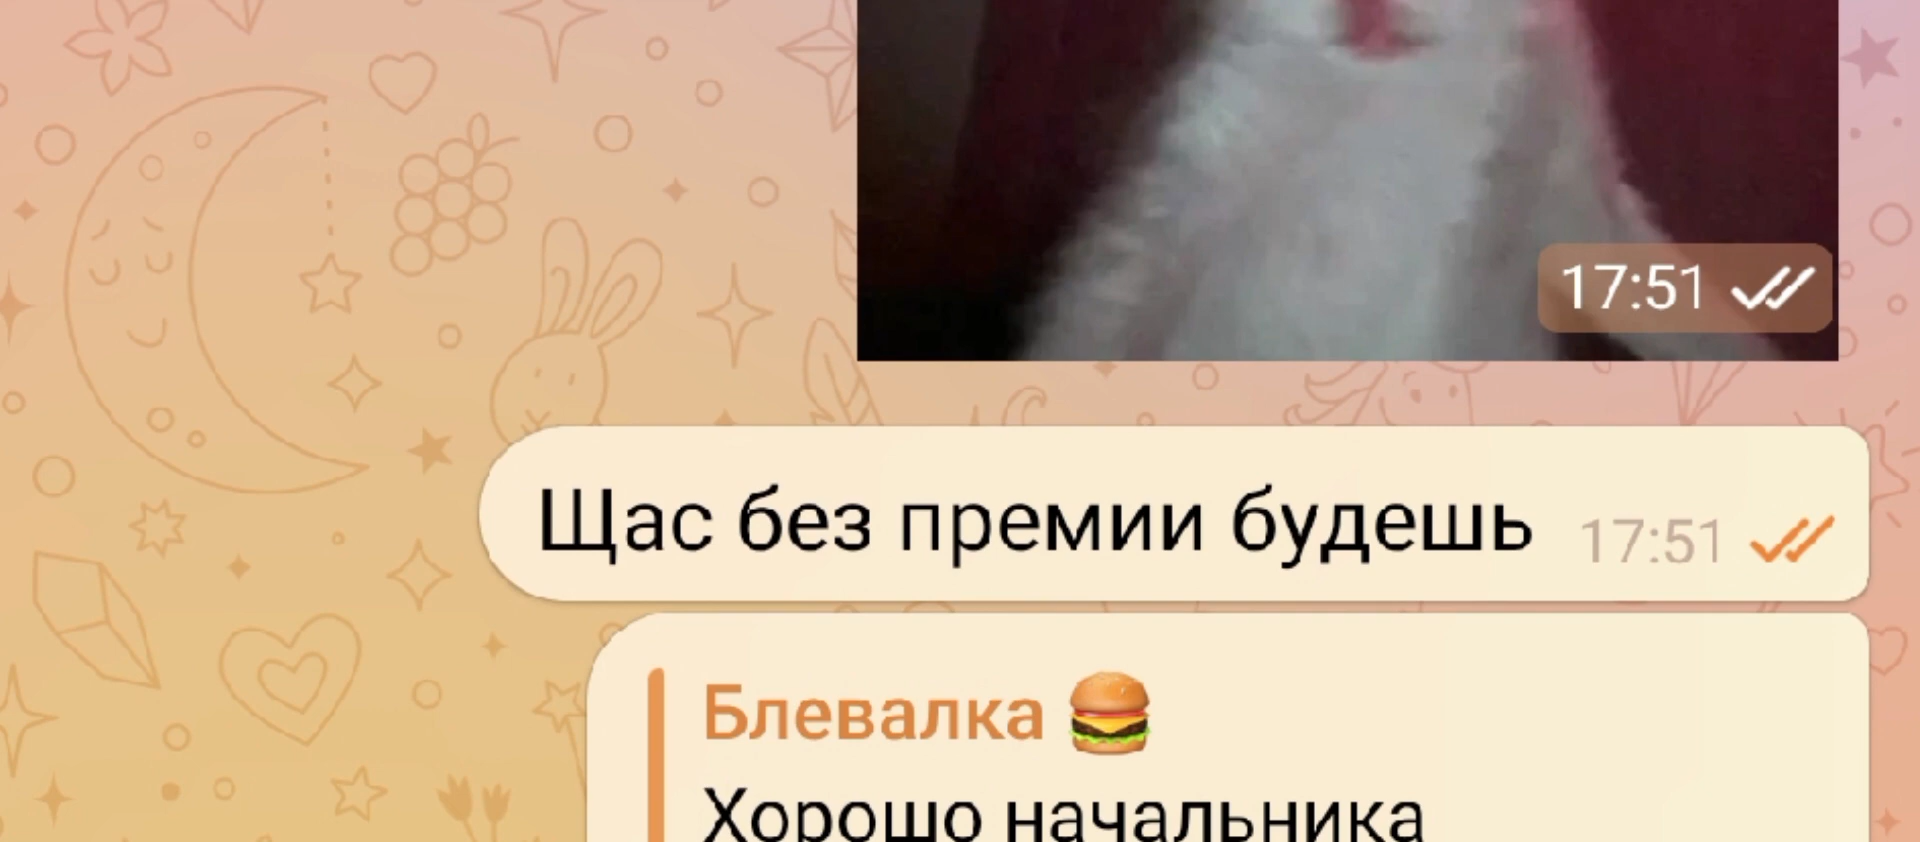 17:51
Щас без премии будешь 17:51
Блевалка 🍔
Хорошо начальника